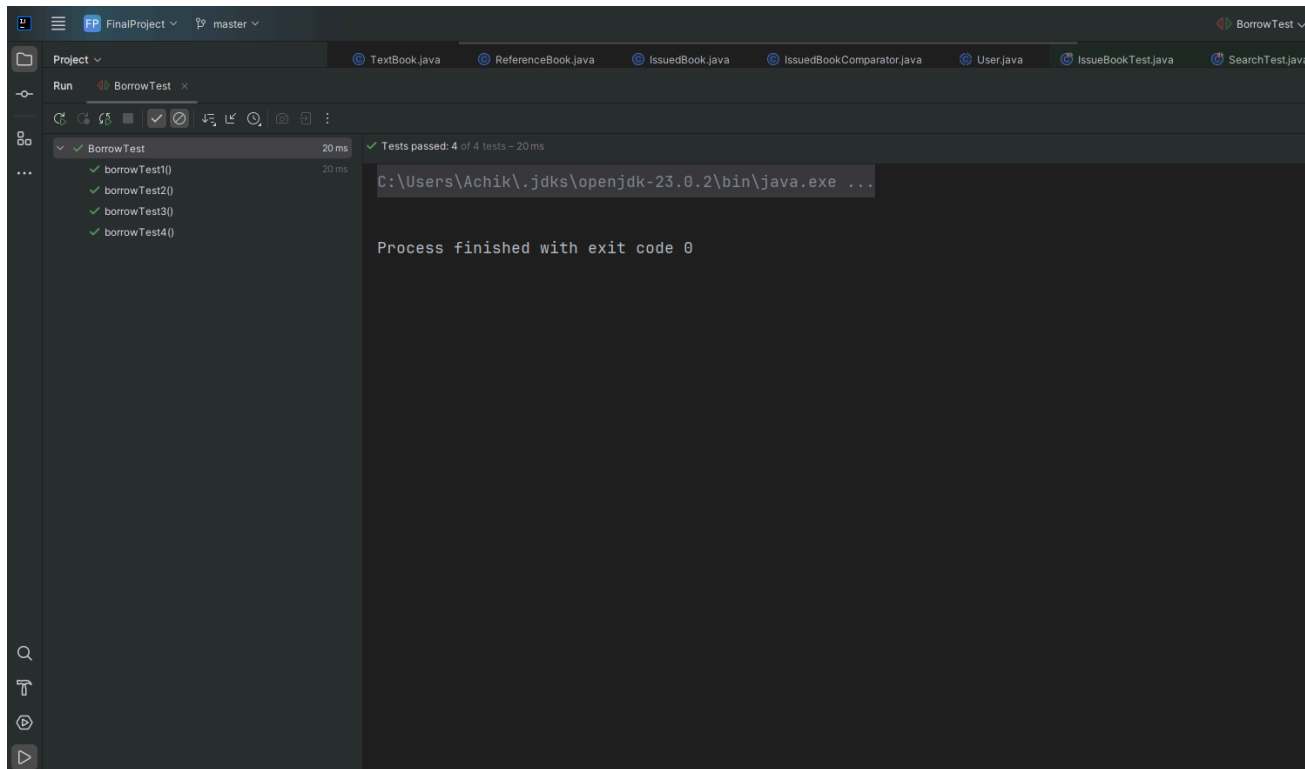 FP FinalProject master BorrowTest
Project
TextBook.java ReferenceBook.java IssuedBook.java IssuedBookComparator.java User.java IssueBookTest.java SearchTest.java
Run BorrowTest
BorrowTest 20 ms
Tests passed: 4 of 4 tests – 20 ms
borrowTest1() 20 ms
borrowTest2()
borrowTest3()
borrowTest4()
C:\Users\Achik\.jdks\openjdk-23.0.2\bin\java.exe ...
Process finished with exit code 0